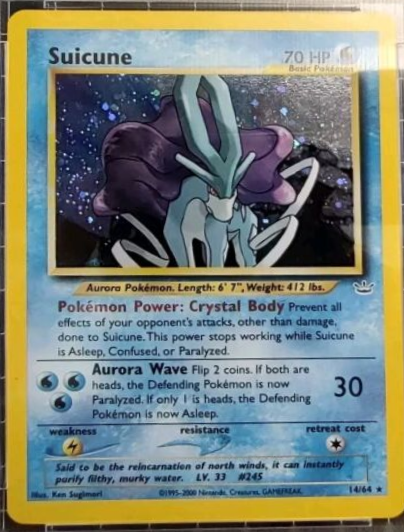 Suicune
70 HP
Basic Pokémon
Aurora Pokémon. Length: 6' 7", Weight: 412 lbs.
Pokémon Power: Crystal Body Prevent all
effects of your opponent's attacks, other than damage,
done to Suicune. This power stops working while Suicune
is Asleep, Confused, or Paralyzed.
Aurora Wave Flip 2 coins. If both are
heads, the Defending Pokémon is now
Paralyzed. If only 1 is heads, the Defending
Pokémon is now Asleep.
30
weakness resistance retreat cost
Said to be the reincarnation of north winds, it can instantly
purify filthy, murky water. LV. 33 #245
Illus. Ken Sugimori ©1995-2000 Nintendo, Creatures, GAMEFREAK. 14/64 ★